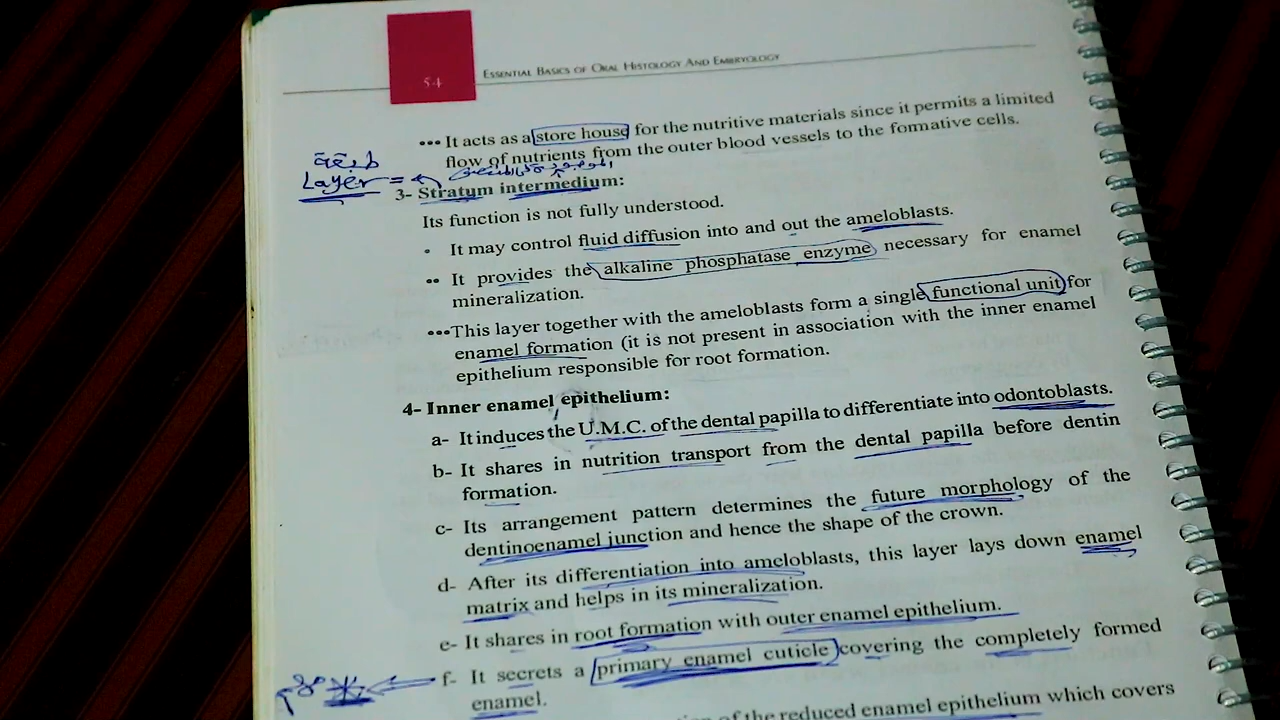 54
ESSENTIAL BASICS OF ORAL HISTOLOGY AND EMBRYOLOGY
••• It acts as a store house for the nutritive materials since it permits a limited
flow of nutrients from the outer blood vessels to the formative cells.
طبقة
Layer =
3- Stratum intermedium:
Its function is not fully understood.
• It may control fluid diffusion into and out the ameloblasts.
•• It provides the alkaline phosphatase enzyme necessary for enamel
mineralization.
•••This layer together with the ameloblasts form a single functional unit for
enamel formation (it is not present in association with the inner enamel
epithelium responsible for root formation.
4- Inner enamel epithelium:
a- It induces the U.M.C. of the dental papilla to differentiate into odontoblasts.
b- It shares in nutrition transport from the dental papilla before dentin
formation.
c- Its arrangement pattern determines the future morphology of the
dentinoenamel junction and hence the shape of the crown.
d- After its differentiation into ameloblasts, this layer lays down enamel
matrix and helps in its mineralization.
e- It shares in root formation with outer enamel epithelium.
f- It secrets a primary enamel cuticle covering the completely formed
enamel.
of the reduced enamel epithelium which covers